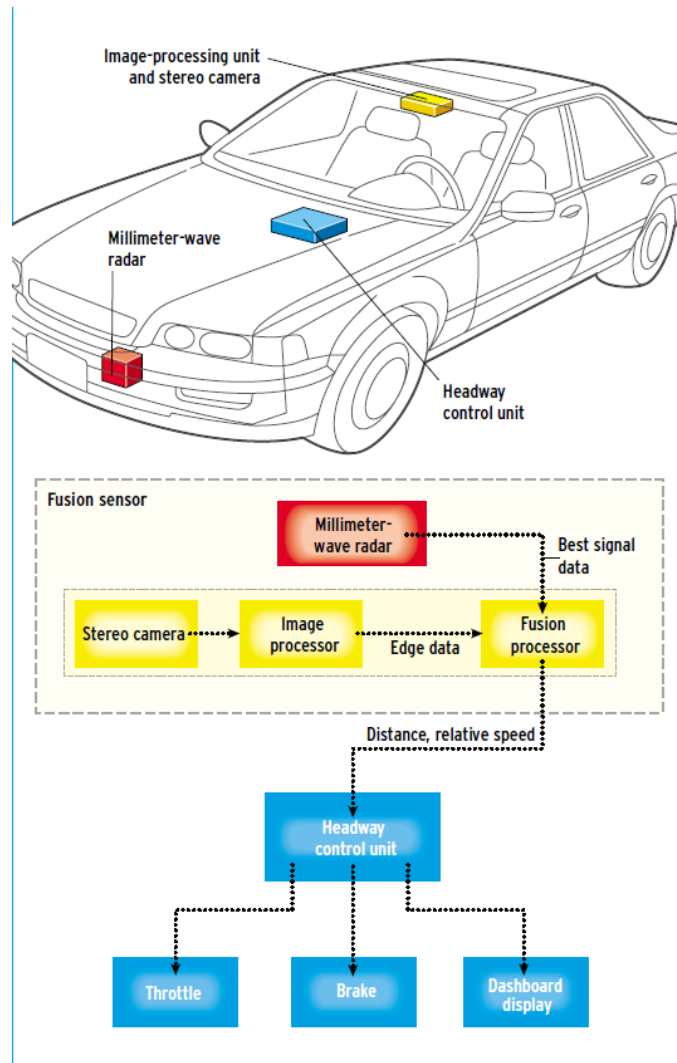 Image-processing unit
and stereo camera
Millimeter-wave
radar
Headway
control unit
Fusion sensor
Millimeter-
wave radar
Best signal
data
Stereo camera
Image
processor
Edge data
Fusion
processor
Distance, relative speed
Headway
control unit
Throttle
Brake
Dashboard
display